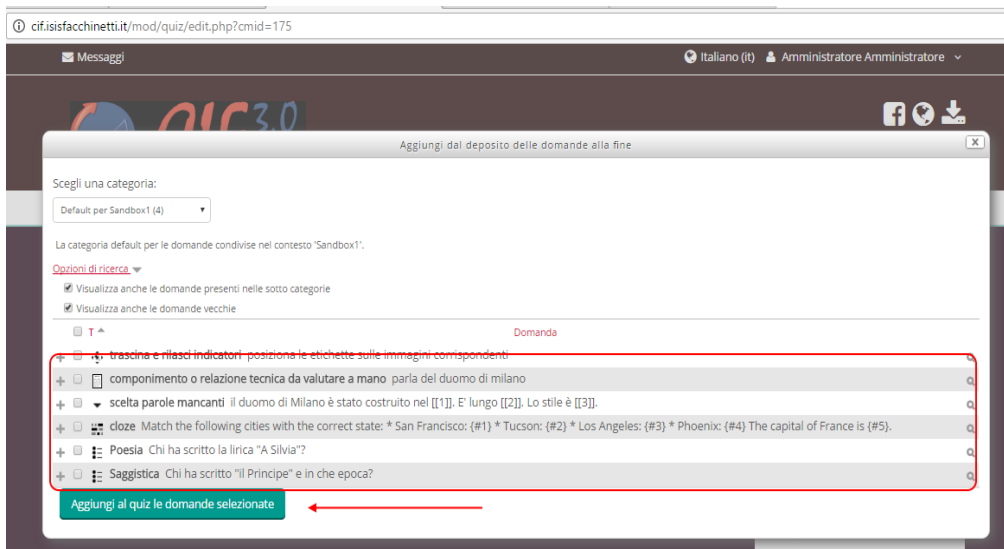 cif.isisfacchinetti.it/mod/quiz/edit.php?cmid=175
Messaggi
Italiano (it) Amministratore Amministratore
3.0
Aggiungi dal deposito delle domande alla fine
Scegli una categoria:
Default per Sandbox1 (4)
La categoria default per le domande condivise nel contesto 'Sandbox1'.
Opzioni di ricerca
Visualizza anche le domande presenti nelle sotto categorie
Visualizza anche le domande vecchie
T Domanda
trascina e rilasci indicatori posiziona le etichette sulle immagini corrispondenti
componimento o relazione tecnica da valutare a mano parla del duomo di milano
scelta parole mancanti il duomo di Milano è stato costruito nel [[1]]. E' lungo [[2]]. Lo stile è [[3]].
cloze Match the following cities with the correct state: * San Francisco: {#1} * Tucson: {#2} * Los Angeles: {#3} * Phoenix: {#4} The capital of France is {#5}.
Poesia Chi ha scritto la lirica "A Silvia"?
Saggistica Chi ha scritto "il Principe" e in che epoca?
Aggiungi al quiz le domande selezionate